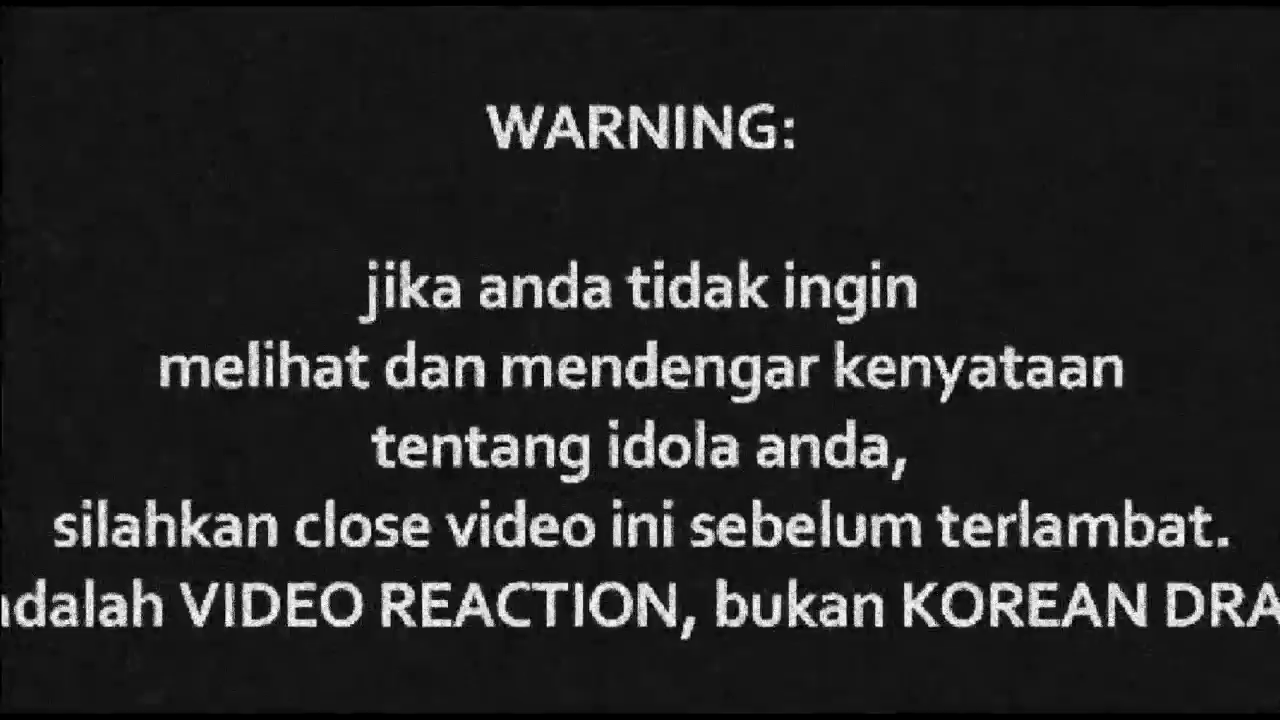 WARNING:
jika anda tidak ingin
melihat dan mendengar kenyataan
tentang idola anda,
silahkan close video ini sebelum terlambat.
VIDEO REACTION, bukan KOREAN